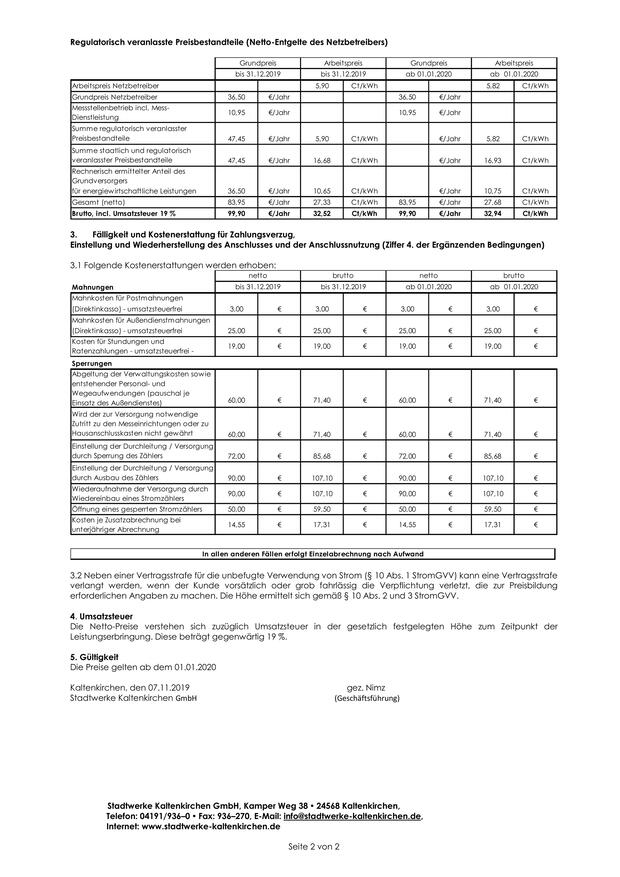 Regulatorisch veranlasste Preisbestandteile (Netto-Entgelte des Netzbetreibers)
Grundpreis Arbeitspreis Grundpreis Arbeitspreis
bis 31.12.2019 bis 31.12.2019 ab 01.01.2020 ab 01.01.2020
Arbeitspreis Netzbetreiber 5,90 Ct/kWh 5,82 Ct/kWh
Grundpreis Netzbetreiber 36,50 €/Jahr 36,50 €/Jahr
Messstellenbetrieb incl. Mess-
Dienstleistung 10,95 €/Jahr 10,95 €/Jahr
Summe regulatorisch veranlasster
Preisbestandteile 47,45 €/Jahr 5,90 Ct/kWh 5,82 Ct/kWh
Summe staatlich und regulatorisch
veranlasster Preisbestandteile 47,45 €/Jahr 16,68 Ct/kWh 16,93 Ct/kWh
Rechnerisch ermittelter Anteil des
Grundversorgers
für energiewirtschaftliche Leistungen 36,50 €/Jahr 10,65 Ct/kWh 10,75 Ct/kWh
Gesamt (netto) 83,95 €/Jahr 27,33 Ct/kWh 83,95 €/Jahr 27,68 Ct/kWh
Brutto, incl. Umsatzsteuer 19 % 99,90 €/Jahr 32,52 Ct/kWh 99,90 €/Jahr 32,94 Ct/kWh
3. Fälligkeit und Kostenerstattung für Zahlungsverzug,
Einstellung und Wiederherstellung des Anschlusses und der Anschlussnutzung (Ziffer 4. der Ergänzenden Bedingungen)
3.1 Folgende Kostenerstattungen werden erhoben:
netto brutto netto brutto
Mahnungen bis 31.12.2019 bis 31.12.2019 ab 01.01.2020 ab 01.01.2020
Mahnkosten für Postmahnungen
(Direktinkasso) - umsatzsteuerfrei 3,00 € 3,00 € 3,00 € 3,00 €
Mahnkosten für Außendienstmahnungen
(Direktinkasso) - umsatzsteuerfrei 25,00 € 25,00 € 25,00 € 25,00 €
Kosten für Stundungen und
Ratenzahlungen - umsatzsteuerfrei - 19,00 € 19,00 € 19,00 € 19,00 €
Sperrungen
Abgeltung der Verwaltungskosten sowie
entstehender Personal- und
Wegeaufwendungen (pauschal je
Einsatz des Außendienstes) 60,00 € 71,40 € 60,00 € 71,40 €
Wird der zur Versorgung notwendige
Zutritt zu den Messeinrichtungen oder zu
Hausanschlusskasten nicht gewährt 60,00 € 71,40 € 60,00 € 71,40 €
Einstellung der Durchleitung / Versorgung
durch Sperrung des Zählers 72,00 € 85,68 € 72,00 € 85,68 €
Einstellung der Durchleitung / Versorgung
durch Ausbau des Zählers 90,00 € 107,10 € 90,00 € 107,10 €
Wiederaufnahme der Versorgung durch
Wiedereinbau eines Stromzählers 90,00 € 107,10 € 90,00 € 107,10 €
Öffnung eines gesperrten Stromzählers 50,00 € 59,50 € 50,00 € 59,50 €
Kosten je Zusatzabrechnung bei
unterjähriger Abrechnung 14,55 € 17,31 € 14,55 € 17,31 €
In allen anderen Fällen erfolgt Einzelabrechnung nach Aufwand
3.2 Neben einer Vertragsstrafe für die unbefugte Verwendung von Strom (§ 10 Abs. 1 StromGVV) kann eine Vertragsstrafe
verlangt werden, wenn der Kunde vorsätzlich oder grob fahrlässig die Verpflichtung verletzt, die zur Preisbildung
erforderlichen Angaben zu machen. Die Höhe ermittelt sich gemäß § 10 Abs. 2 und 3 StromGVV.
4. Umsatzsteuer
Die Netto-Preise verstehen sich zuzüglich Umsatzsteuer in der gesetzlich festgelegten Höhe zum Zeitpunkt der
Leistungserbringung. Diese beträgt gegenwärtig 19 %.
5. Gültigkeit
Die Preise gelten ab dem 01.01.2020
Kaltenkirchen, den 07.11.2019 gez. Nimz
Stadtwerke Kaltenkirchen GmbH (Geschäftsführung)
Stadtwerke Kaltenkirchen GmbH, Kamper Weg 38 • 24568 Kaltenkirchen,
Telefon: 04191/936–0 • Fax: 936–270, E-Mail: info@stadtwerke-kaltenkirchen.de,
Internet: www.stadtwerke-kaltenkirchen.de
Seite 2 von 2